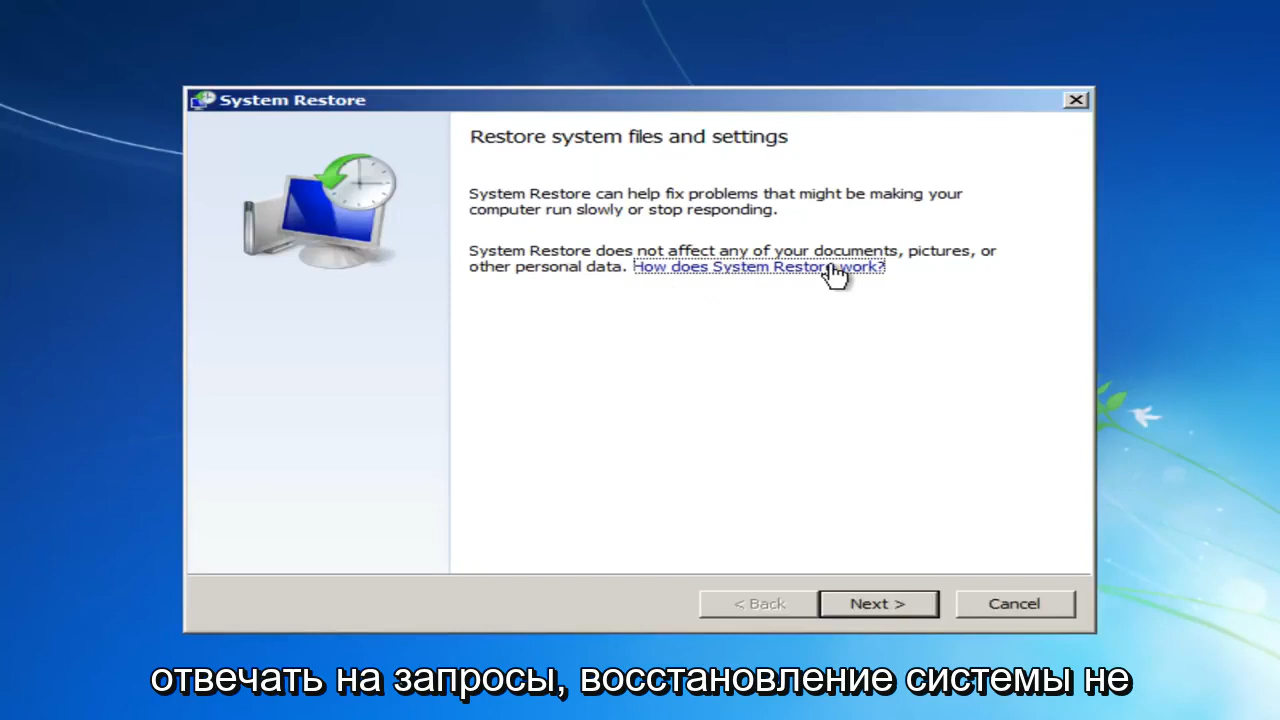 System Restore
Restore system files and settings
System Restore can help fix problems that might be making your
computer run slowly or stop responding.
System Restore does not affect any of your documents, pictures, or
other personal data. How does System Restore work?
< Back
Next >
Cancel
отвечать на запросы, восстановление системы не